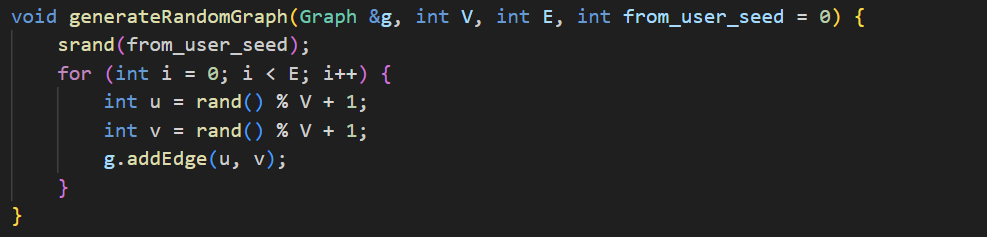 void generateRandomGraph(Graph &g, int V, int E, int from_user_seed = 0) {
    srand(from_user_seed);
    for (int i = 0; i < E; i++) {
        int u = rand() % V + 1;
        int v = rand() % V + 1;
        g.addEdge(u, v);
    }
}